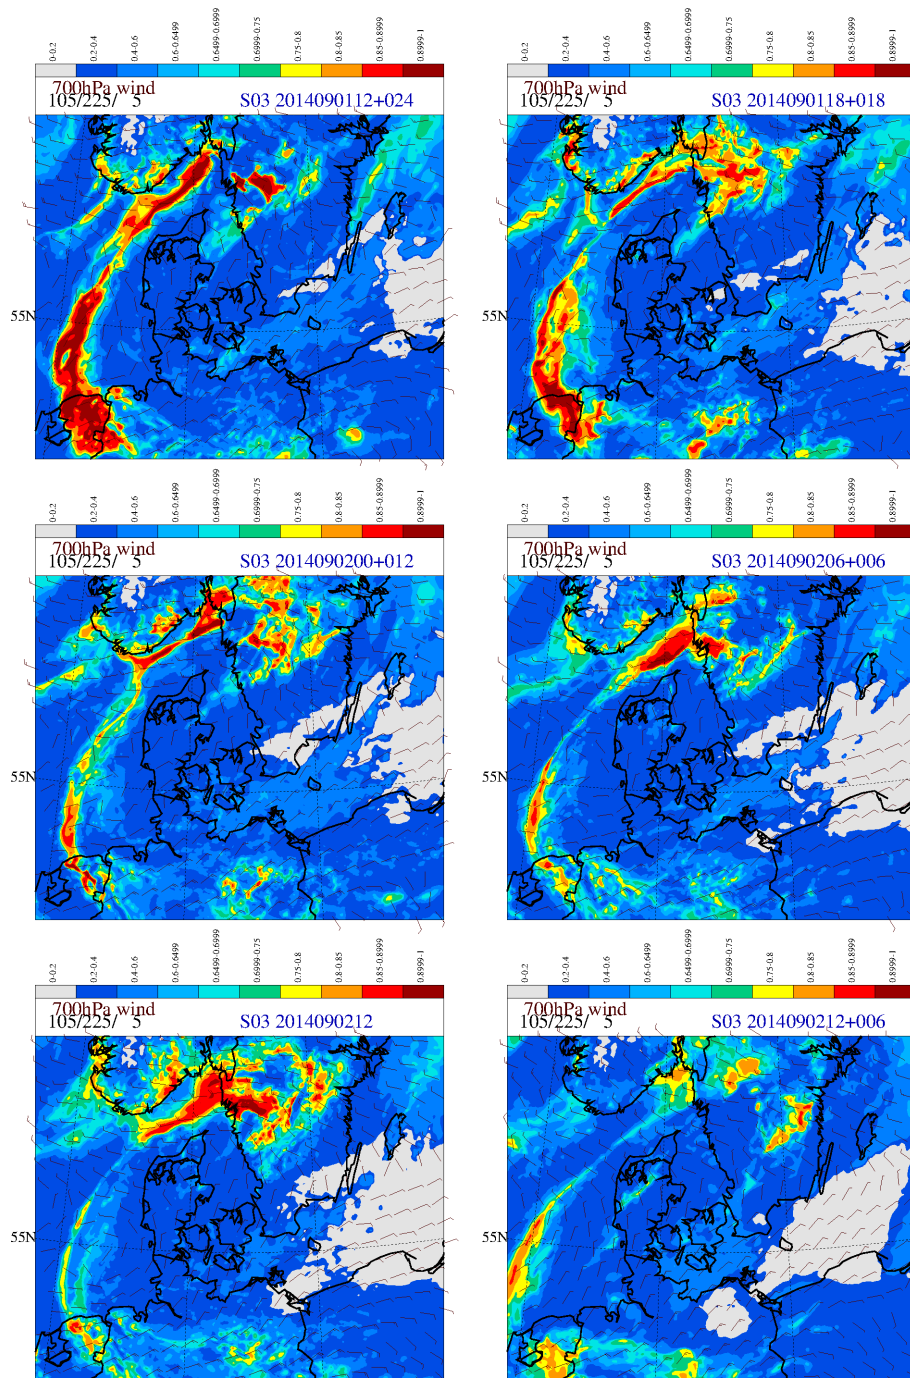 0-0.2 0.2-0.4 0.4-0.6 0.6-0.6499 0.6499-0.6999 0.6999-0.75 0.75-0.8 0.8-0.85 0.85-0.8999 0.8999-1
700hPa wind
105/225/ 5 S03 2014090112+024
55N
0-0.2 0.2-0.4 0.4-0.6 0.6-0.6499 0.6499-0.6999 0.6999-0.75 0.75-0.8 0.8-0.85 0.85-0.8999 0.8999-1
700hPa wind
105/225/ 5 S03 2014090118+018
55N
0-0.2 0.2-0.4 0.4-0.6 0.6-0.6499 0.6499-0.6999 0.6999-0.75 0.75-0.8 0.8-0.85 0.85-0.8999 0.8999-1
700hPa wind
105/225/ 5 S03 2014090200+012
55N
0-0.2 0.2-0.4 0.4-0.6 0.6-0.6499 0.6499-0.6999 0.6999-0.75 0.75-0.8 0.8-0.85 0.85-0.8999 0.8999-1
700hPa wind
105/225/ 5 S03 2014090206+006
55N
0-0.2 0.2-0.4 0.4-0.6 0.6-0.6499 0.6499-0.6999 0.6999-0.75 0.75-0.8 0.8-0.85 0.85-0.8999 0.8999-1
700hPa wind
105/225/ 5 S03 2014090212
55N
0-0.2 0.2-0.4 0.4-0.6 0.6-0.6499 0.6499-0.6999 0.6999-0.75 0.75-0.8 0.8-0.85 0.85-0.8999 0.8999-1
700hPa wind
105/225/ 5 S03 2014090212+006
55N